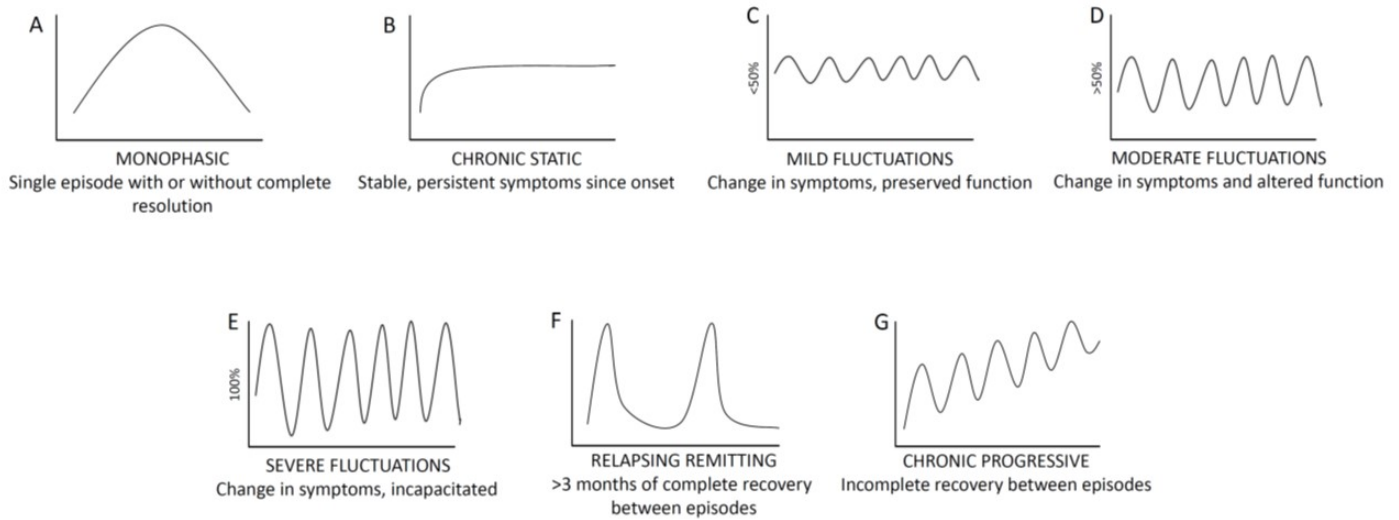 A
MONOPHASIC
Single episode with or without complete
resolution
B
CHRONIC STATIC
Stable, persistent symptoms since onset
C
<50%
MILD FLUCTUATIONS
Change in symptoms, preserved function
D
>50%
MODERATE FLUCTUATIONS
Change in symptoms and altered function
E
100%
SEVERE FLUCTUATIONS
Change in symptoms, incapacitated
F
RELAPSING REMITTING
>3 months of complete recovery
between episodes
G
CHRONIC PROGRESSIVE
Incomplete recovery between episodes